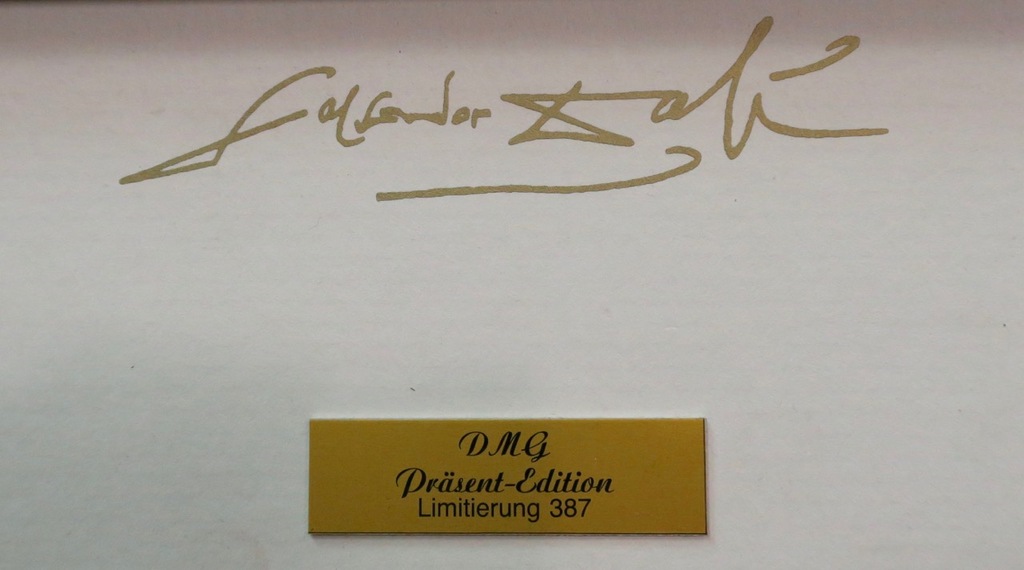 Salvador Dalí
DMG
Präsent-Edition
Limitierung 387